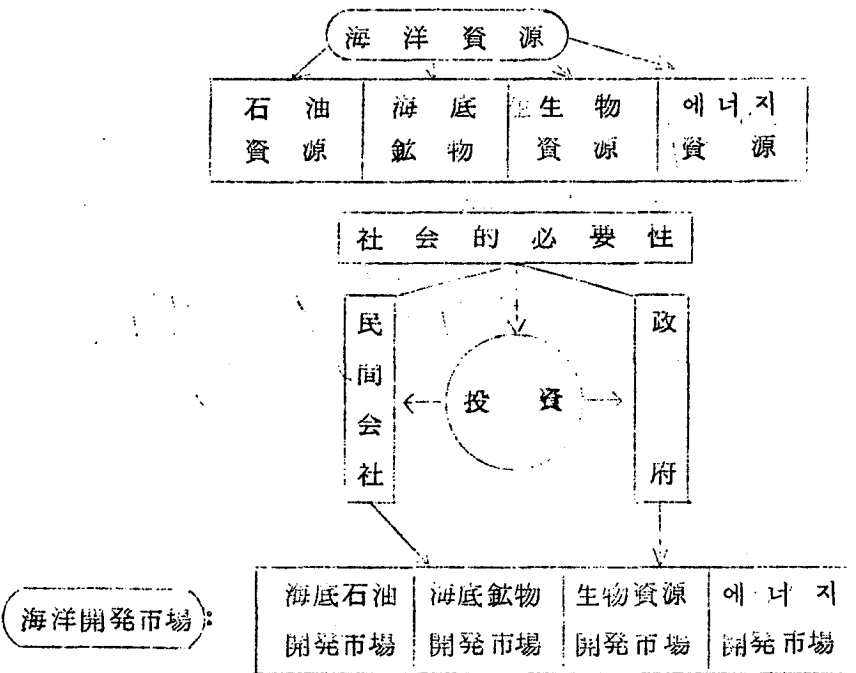 海洋資源
石油 海底 生物 에너지
資源 鉱物 資源 資源
社会的必要性
民間会社
投資
政府
海洋開発市場:
海底石油 海底鉱物 生物資源 에너지
開発市場 開発市場 開発市場 開発市場